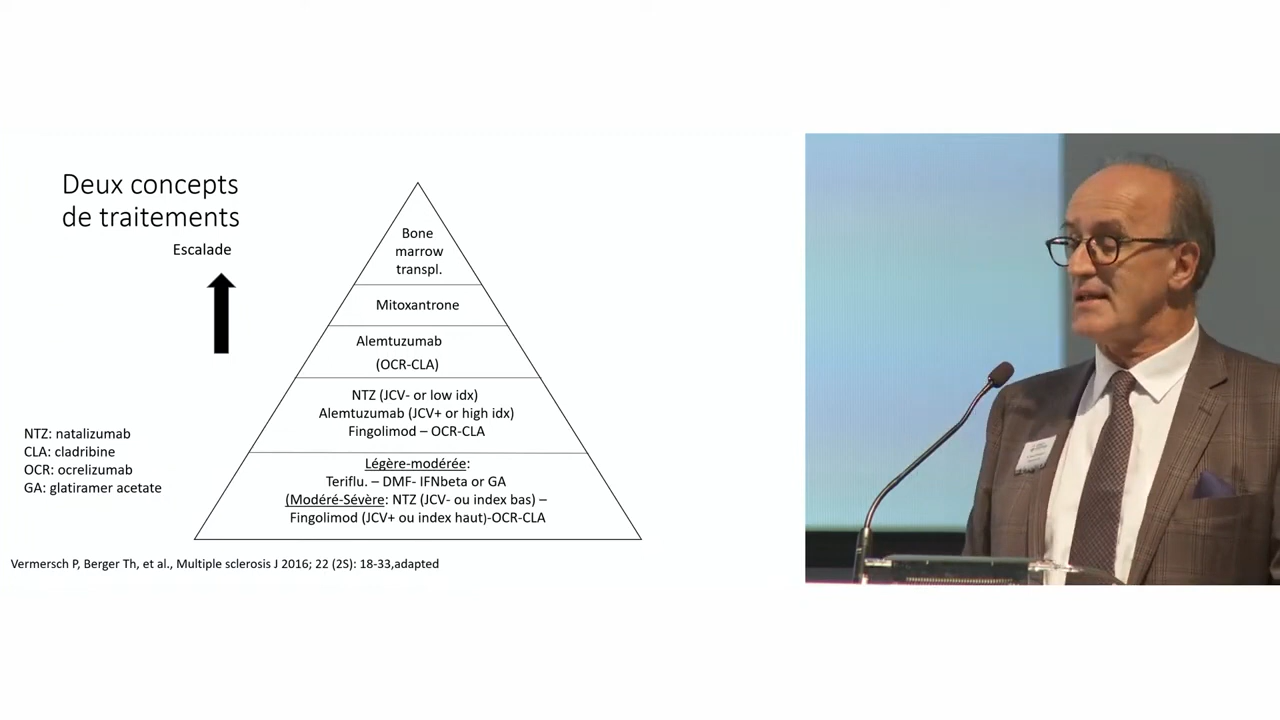 Deux concepts
de traitements
Escalade
Bone
marrow
transpl.
Mitoxantrone
Alemtuzumab
(OCR-CLA)
NTZ (JCV- or low idx)
Alemtuzumab (JCV+ or high idx)
Fingolimod – OCR-CLA
Légère-modérée:
Teriflu. – DMF- IFNbeta or GA
(Modéré-Sévère: NTZ (JCV- ou index bas) –
Fingolimod (JCV+ ou index haut)-OCR-CLA
NTZ: natalizumab
CLA: cladribine
OCR: ocrelizumab
GA: glatiramer acetate
Vermersch P, Berger Th, et al., Multiple sclerosis J 2016; 22 (2S): 18-33,adapted